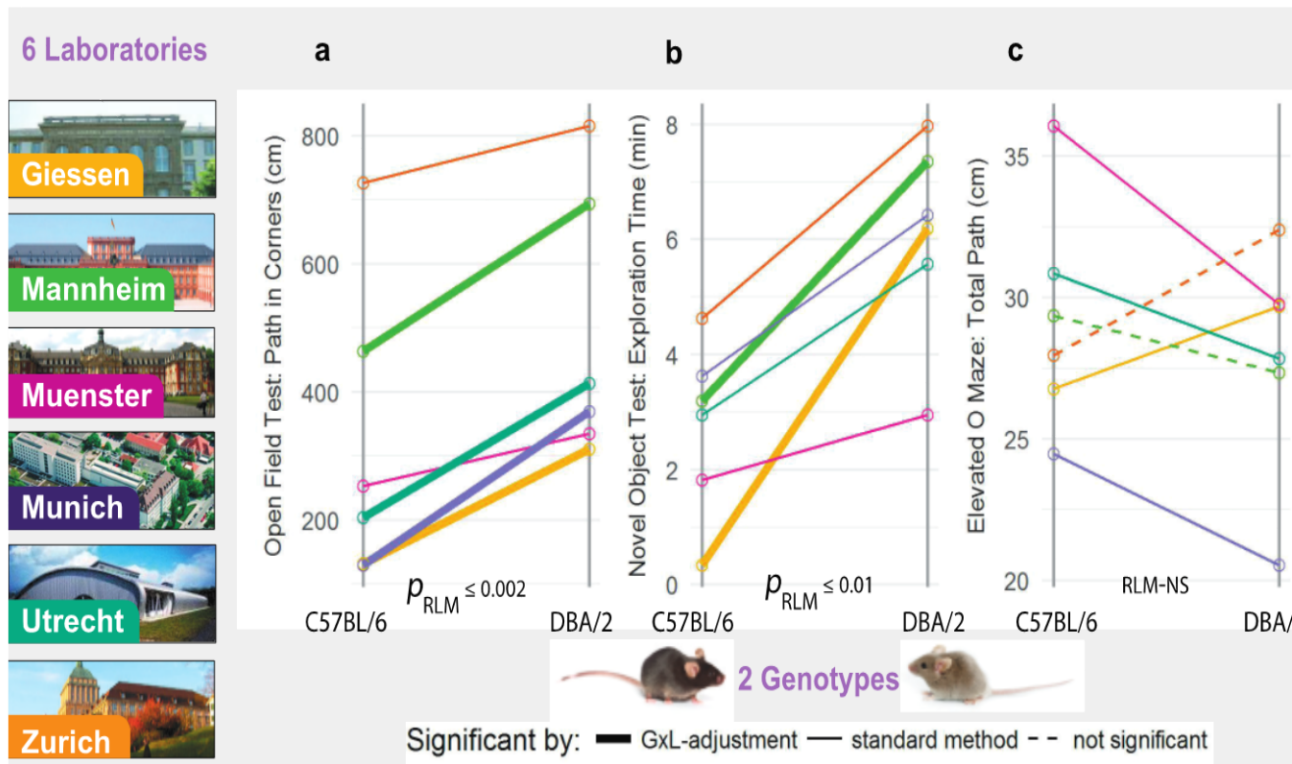 6 Laboratories
Giessen
Mannheim
Muenster
Munich
Utrecht
Zurich
a
Open Field Test: Path in Corners (cm)
800
600
400
200
p RLM ≤ 0.002
C57BL/6
DBA/2
b
Novel Object Test: Exploration Time (min)
8
6
4
2
0
p RLM ≤ 0.01
C57BL/6
DBA/2
c
Elevated O Maze: Total Path (cm)
35
30
25
20
RLM-NS
C57BL/6
DBA/
2 Genotypes
Significant by: GxL-adjustment standard method not significant